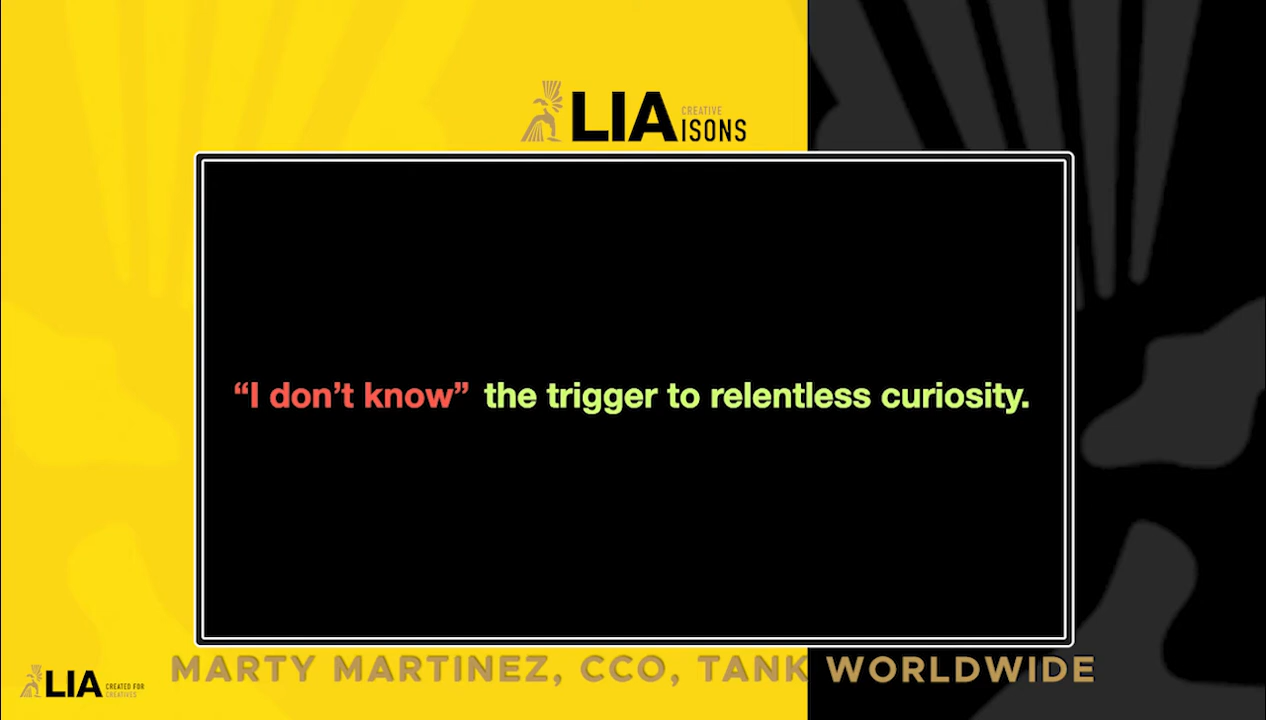 LIA CREATIVE
ISONS
“I don’t know” the trigger to relentless curiosity.
MARTY MARTINEZ, CCO, TANK WORLDWIDE
LIA CREATED FOR
CREATIVES